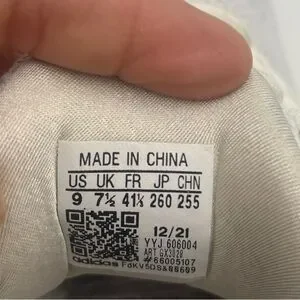 MADE IN CHINA
US UK FR JP CHN
9 7½ 41⅓ 260 255
12/21
YYJ 606004
ART GX3020
#66005107
adidas